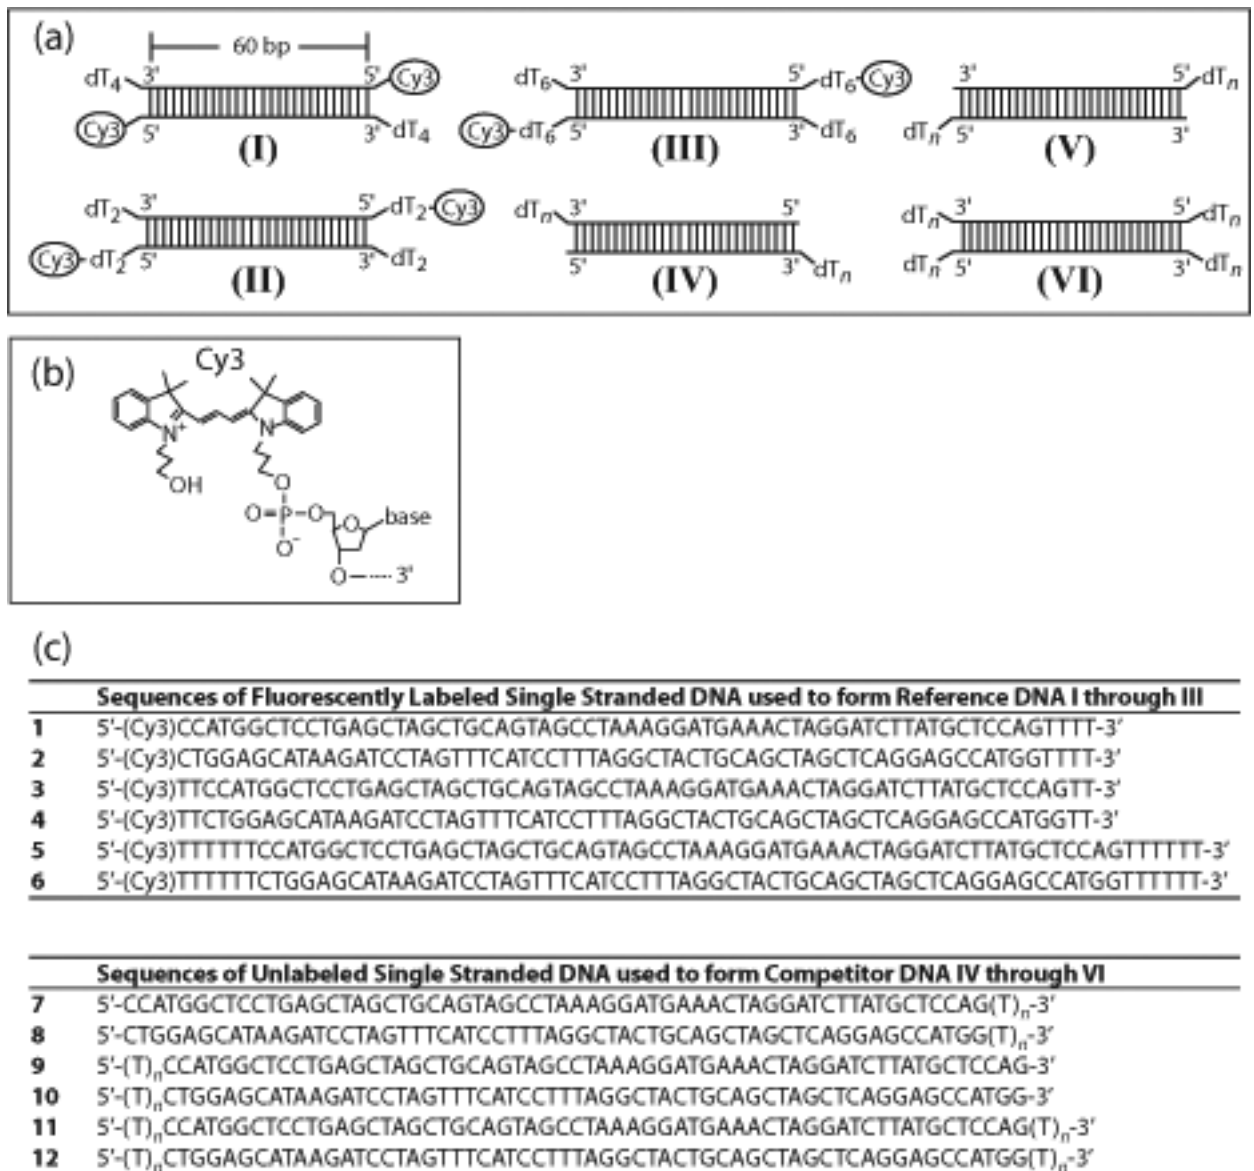 (a)
60 bp
dT4 3' 5' Cy3
Cy3 5' 3' dT4
(I)
dT6 3' 5' dT6 Cy3
Cy3 dT6 5' 3' dT6
(III)
3' 5' dTn
dTn 5' 3'
(V)
dT2 3' 5' dT2 Cy3
Cy3 dT2 5' 3' dT2
(II)
dTn 3' 5'
5' 3' dTn
(IV)
dTn 3' 5' dTn
dTn 5' 3' dTn
(VI)
(b)
Cy3
N+ N
OH O
O=P-O O base
O-
O 3'
(c)
Sequences of Fluorescently Labeled Single Stranded DNA used to form Reference DNA I through III
1 5'-(Cy3)CCATGGCTCCTGAGCTAGCTGCAGTAGCCTAAAGGATGAAACTAGGATCTTATGCTCCAGTTTT-3'
2 5'-(Cy3)CTGGAGCATAAGATCCTAGTTTCATCCTTTAGGCTACTGCAGCTAGCTCAGGAGCCATGGTTTT-3'
3 5'-(Cy3)TTCCATGGCTCCTGAGCTAGCTGCAGTAGCCTAAAGGATGAAACTAGGATCTTATGCTCCAGTT-3'
4 5'-(Cy3)TTCTGGAGCATAAGATCCTAGTTTCATCCTTTAGGCTACTGCAGCTAGCTCAGGAGCCATGGTT-3'
5 5'-(Cy3)TTTTTTCCATGGCTCCTGAGCTAGCTGCAGTAGCCTAAAGGATGAAACTAGGATCTTATGCTCCAGTTTTTT-3'
6 5'-(Cy3)TTTTTTCTGGAGCATAAGATCCTAGTTTCATCCTTTAGGCTACTGCAGCTAGCTCAGGAGCCATGGTTTTTT-3'
Sequences of Unlabeled Single Stranded DNA used to form Competitor DNA IV through VI
7 5'-CCATGGCTCCTGAGCTAGCTGCAGTAGCCTAAAGGATGAAACTAGGATCTTATGCTCCAG(T)n-3'
8 5'-CTGGAGCATAAGATCCTAGTTTCATCCTTTAGGCTACTGCAGCTAGCTCAGGAGCCATGG(T)n-3'
9 5'-(T)nCCATGGCTCCTGAGCTAGCTGCAGTAGCCTAAAGGATGAAACTAGGATCTTATGCTCCAG-3'
10 5'-(T)nCTGGAGCATAAGATCCTAGTTTCATCCTTTAGGCTACTGCAGCTAGCTCAGGAGCCATGG-3'
11 5'-(T)nCCATGGCTCCTGAGCTAGCTGCAGTAGCCTAAAGGATGAAACTAGGATCTTATGCTCCAG(T)n-3'
12 5'-(T)nCTGGAGCATAAGATCCTAGTTTCATCCTTTAGGCTACTGCAGCTAGCTCAGGAGCCATGG(T)n-3'